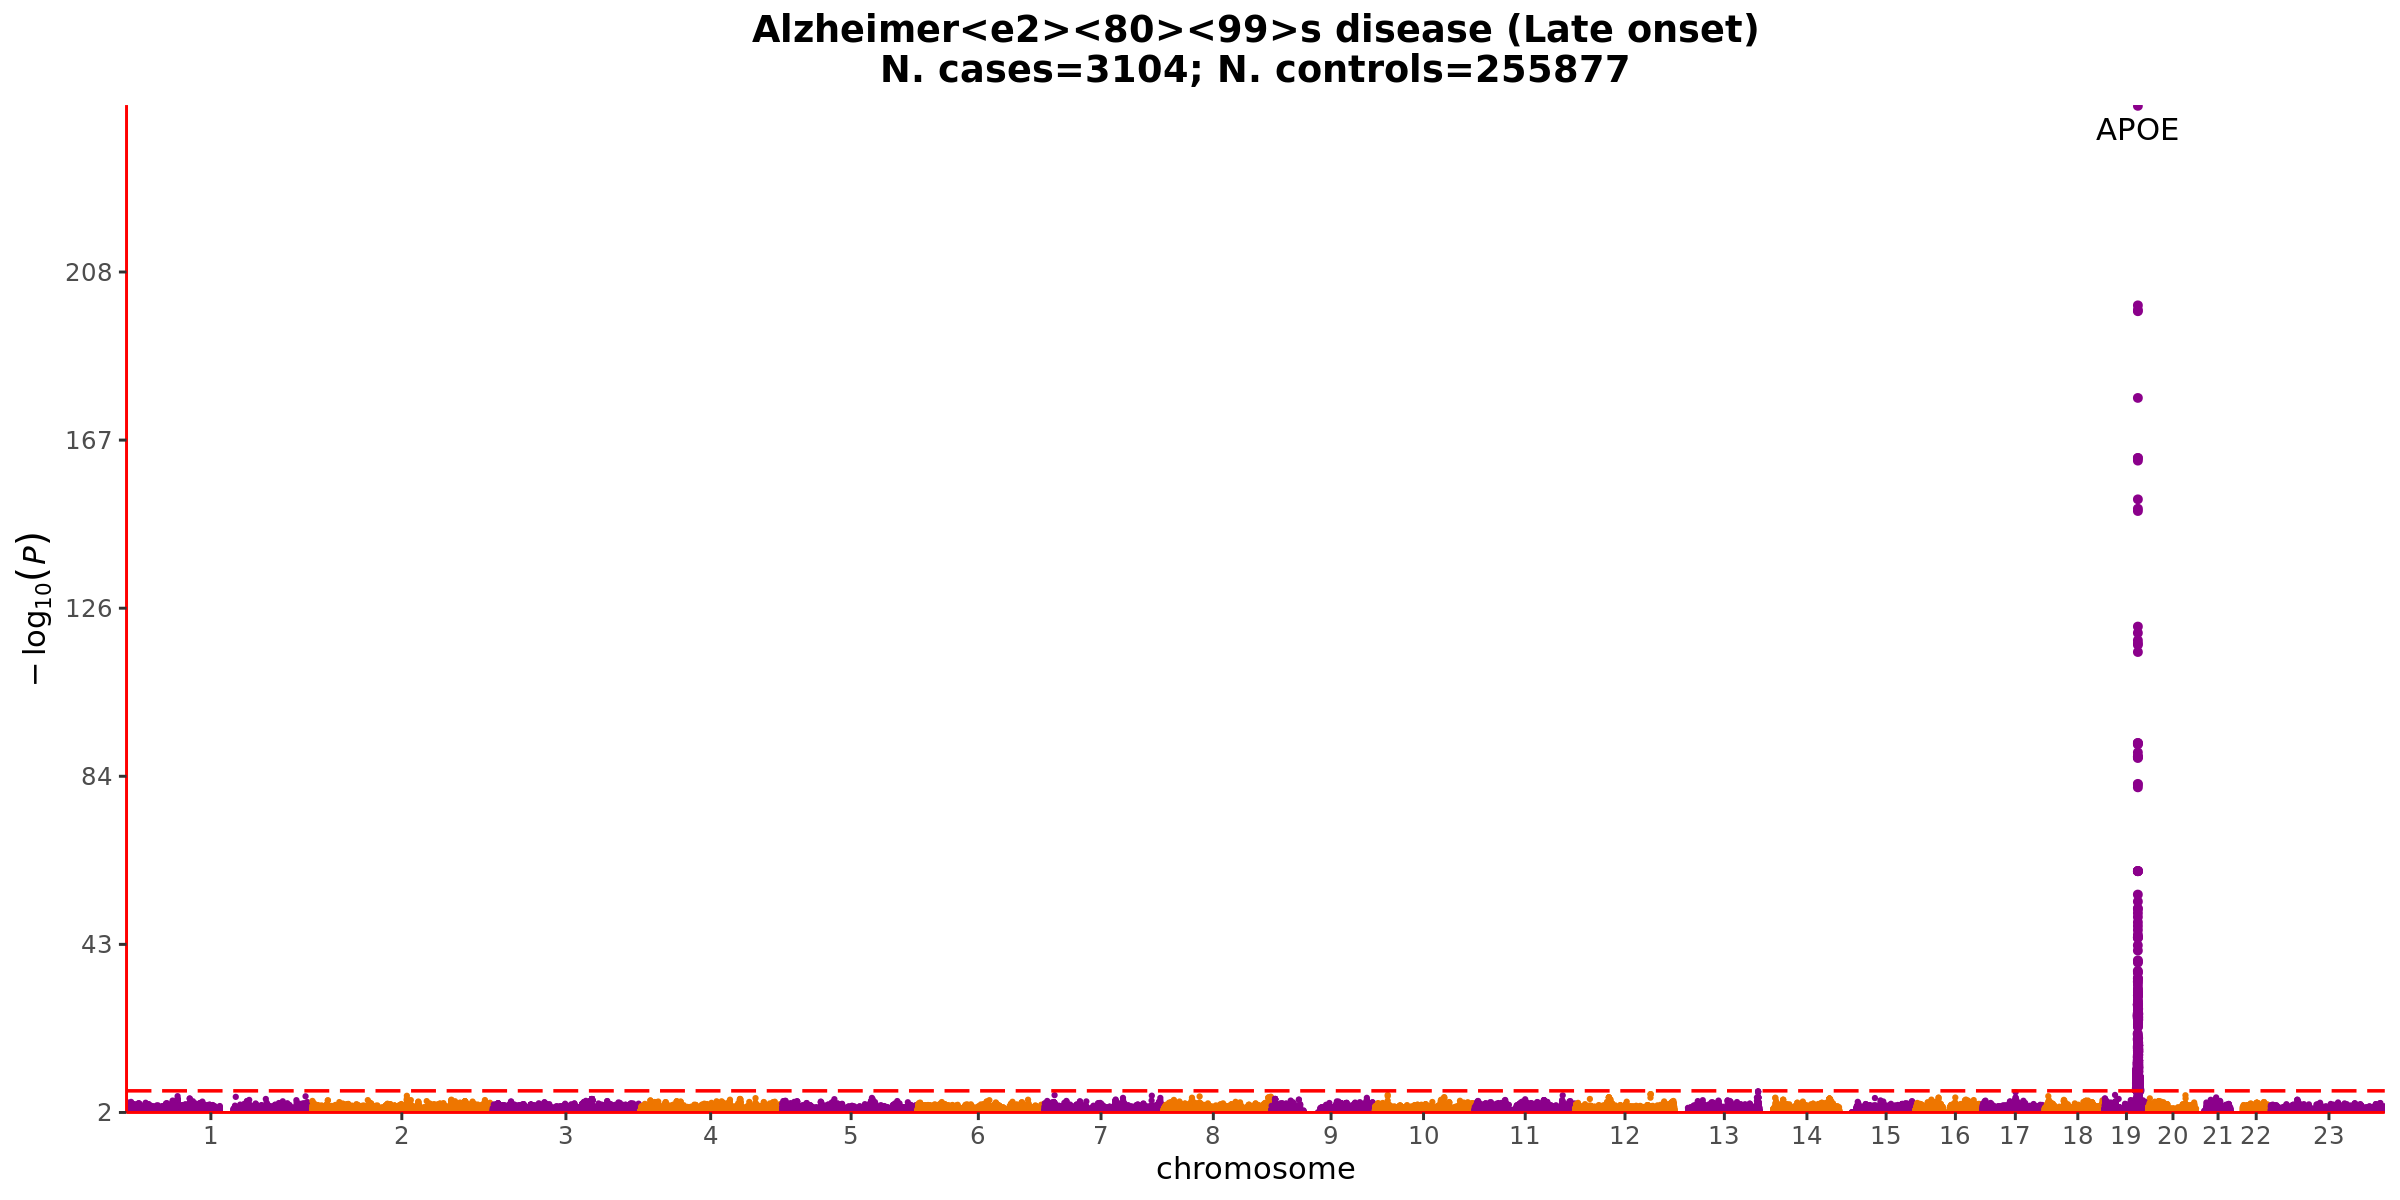 Alzheimer<e2><80><99>s disease (Late onset)
N. cases=3104; N. controls=255877
APOE
208
167
126
84
43
2
−log10(P)
1 2 3 4 5 6 7 8 9 10 11 12 13 14 15 16 17 18 19 20 21 22 23
chromosome